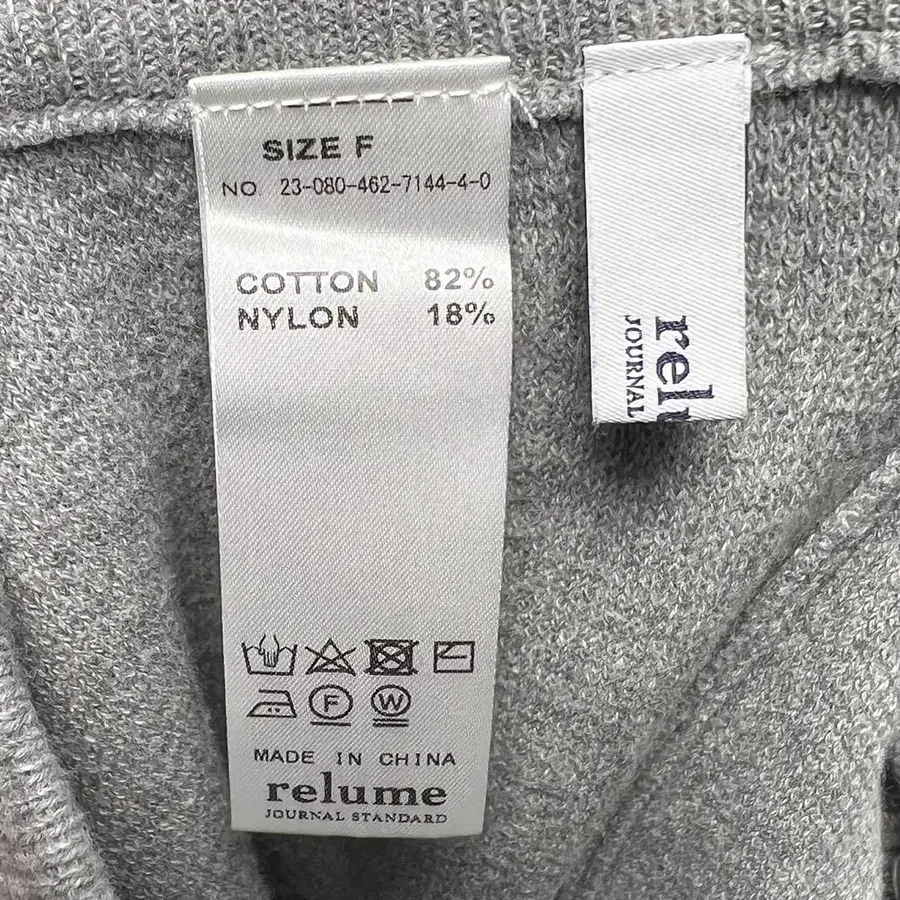 SIZE F
NO 23-080-462-7144-4-0
COTTON 82%
NYLON 18%
F W
MADE IN CHINA
relume
JOURNAL STANDARD
relu
JOURNAL